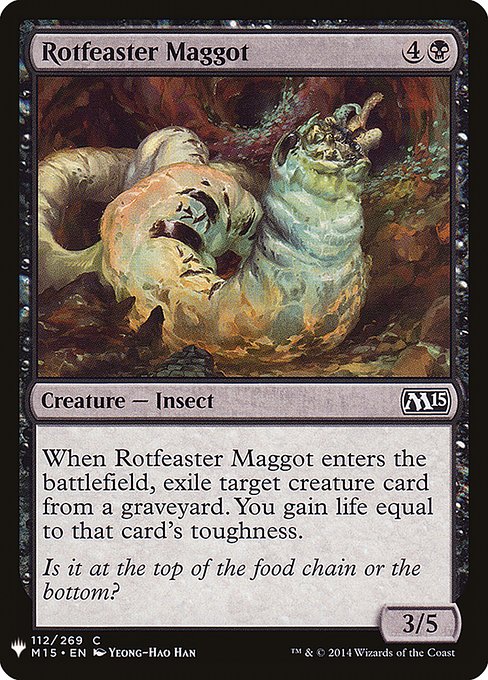 Rotfeaster Maggot 4
Creature — Insect M15
When Rotfeaster Maggot enters the
battlefield, exile target creature card
from a graveyard. You gain life equal
to that card's toughness.
Is it at the top of the food chain or the
bottom?
3/5
112/269 C
M15 • EN Yeong-Hao Han ™ & © 2014 Wizards of the Coast